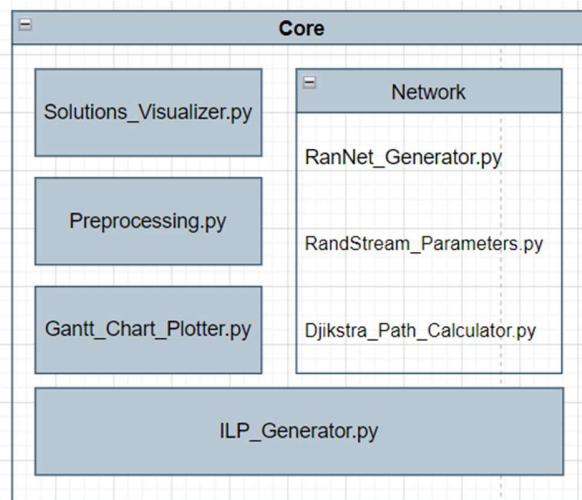 Core
Solutions_Visualizer.py
Preprocessing.py
Gantt_Chart_Plotter.py
Network
RanNet_Generator.py
RandStream_Parameters.py
Djikstra_Path_Calculator.py
ILP_Generator.py